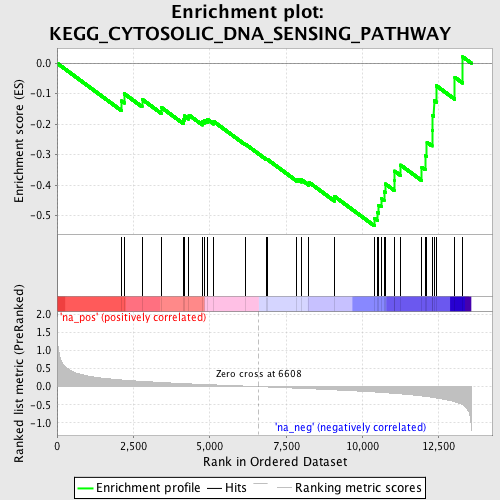 Enrichment plot:
KEGG_CYTOSOLIC_DNA_SENSING_PATHWAY
Enrichment score (ES)
0.0
-0.1
-0.2
-0.3
-0.4
-0.5
Ranked list metric (PreRanked)
2.0
1.5
1.0
0.5
0.0
-0.5
-1.0
'na_pos' (positively correlated)
Zero cross at 6608
'na_neg' (negatively correlated)
0
2,500
5,000
7,500
10,000
12,500
Rank in Ordered Dataset
Enrichment profile
Hits
Ranking metric scores